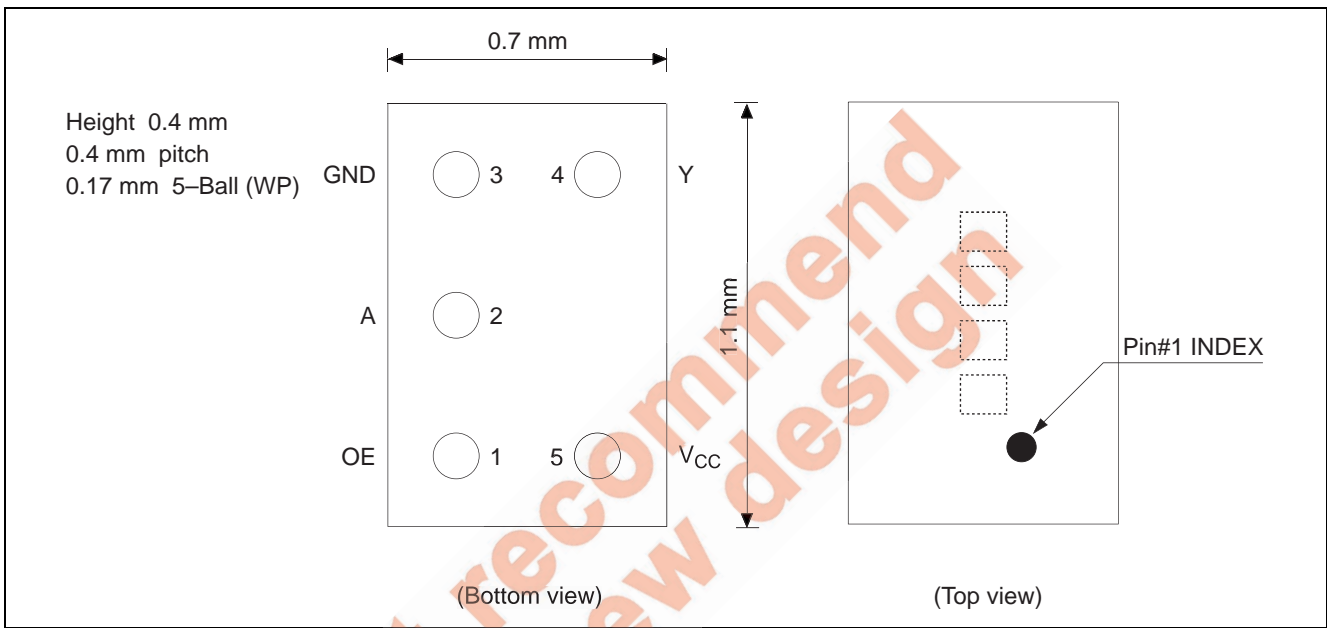 0.7 mm
Height 0.4 mm
0.4 mm pitch
0.17 mm 5–Ball (WP)
GND
3
4
Y
A
2
1.1 mm
Pin#1 INDEX
OE
1
5
VCC
(Bottom view)
(Top view)
recommend
design